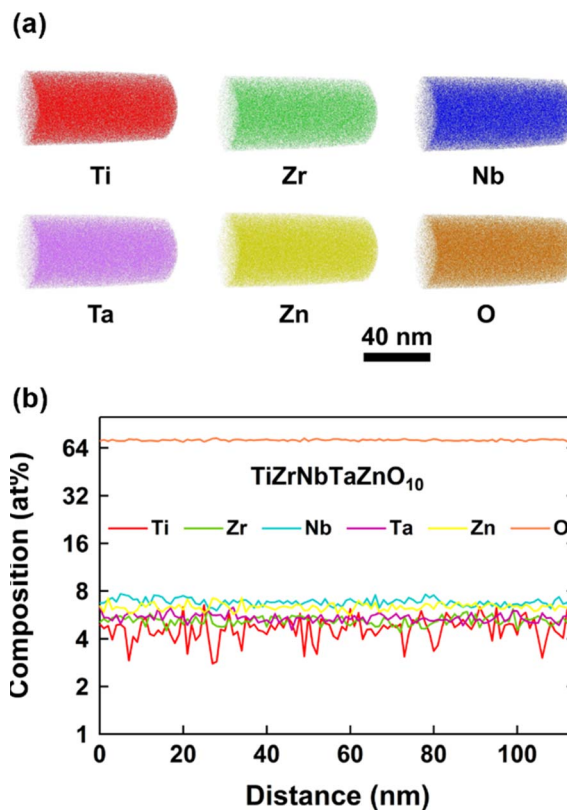 (a)
Ti Zr Nb
Ta Zn O
40 nm
(b)
Composition (at%)
64
32
16
8
4
2
1
TiZrNbTaZnO₁₀
Ti Zr Nb Ta Zn O
0 20 40 60 80 100
Distance (nm)